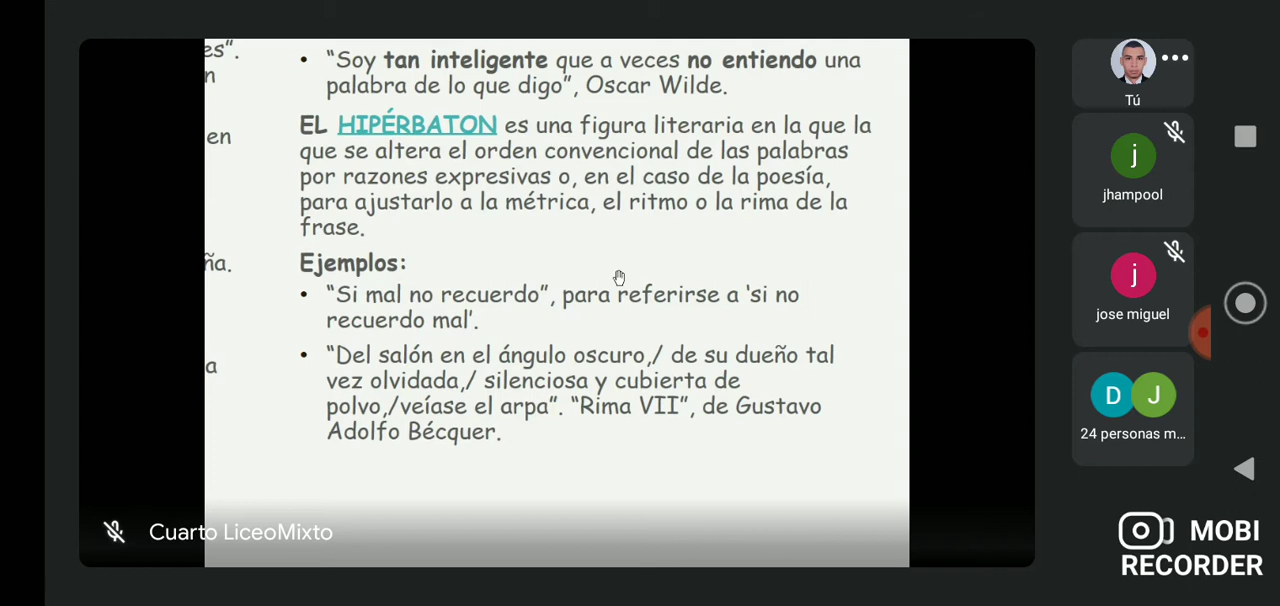 es".
n
en
ña.
a
• "Soy tan inteligente que a veces no entiendo una
palabra de lo que digo", Oscar Wilde.
EL HIPÉRBATON es una figura literaria en la que la
que se altera el orden convencional de las palabras
por razones expresivas o, en el caso de la poesía,
para ajustarlo a la métrica, el ritmo o la rima de la
frase.
Ejemplos:
• "Si mal no recuerdo", para referirse a 'si no
recuerdo mal'.
• "Del salón en el ángulo oscuro,/ de su dueño tal
vez olvidada,/ silenciosa y cubierta de
polvo,/veíase el arpa". "Rima VII", de Gustavo
Adolfo Bécquer.
Cuarto LiceoMixto
Tú
j
jhampool
j
jose miguel
D J
24 personas m...
MOBI
RECORDER